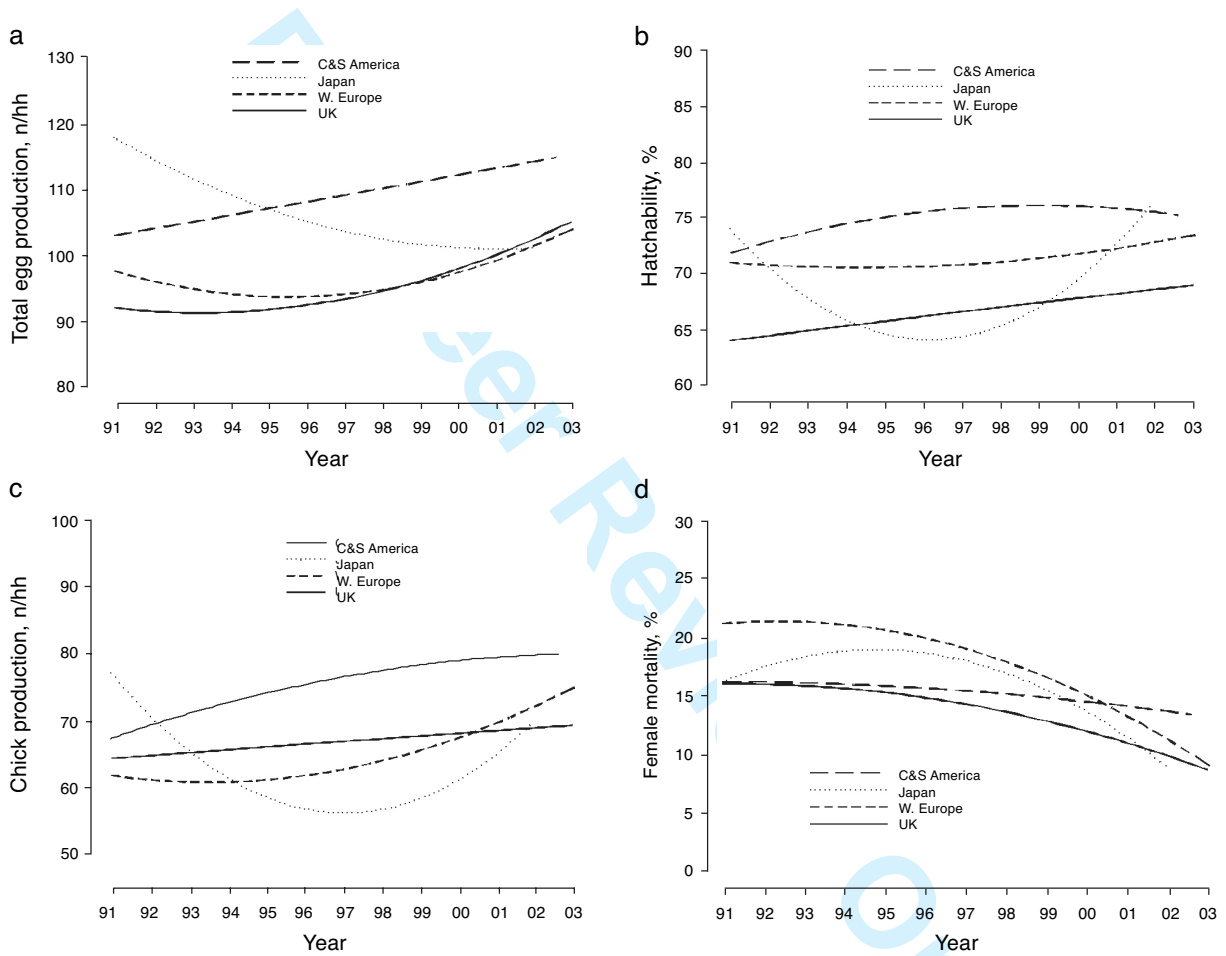 a
Total egg production, n/hh
130
120
110
100
90
80
C&S America
Japan
W. Europe
UK
91 92 93 94 95 96 97 98 99 00 01 02 03
Year
b
Hatchability, %
90
85
80
75
70
65
60
C&S America
Japan
W. Europe
UK
91 92 93 94 95 96 97 98 99 00 01 02 03
Year
c
Chick production, n/hh
100
90
80
70
60
50
C&S America
Japan
W. Europe
UK
91 92 93 94 95 96 97 98 99 00 01 02 03
Year
d
Female mortality, %
30
25
20
15
10
5
0
C&S America
Japan
W. Europe
UK
91 92 93 94 95 96 97 98 99 00 01 02 03
Year